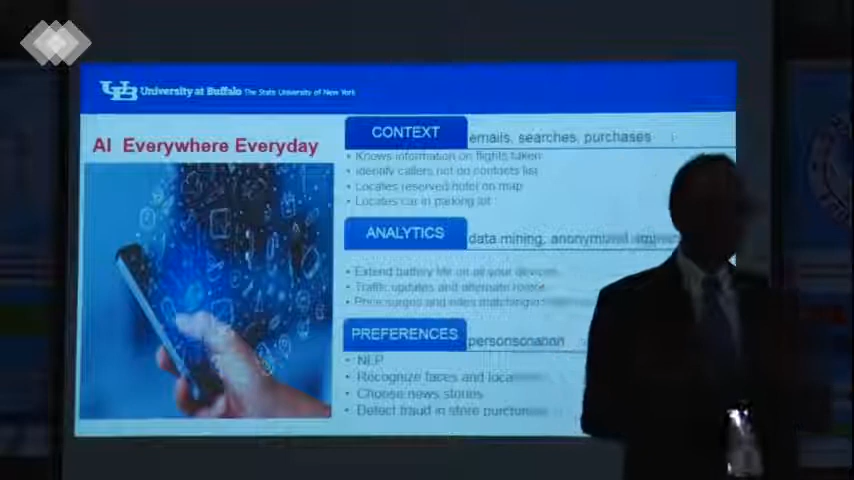 UB University at Buffalo The State University of New York
AI Everywhere Everyday
CONTEXT emails, searches, purchases
• Knows information on flights taken
• Identify callers not on contacts list
• Locates reserved hotel on map
• Locates car in parking lot
ANALYTICS data mining, anonymized
• Extend battery life on all your devices
• Traffic updates and alternate routes
• Price surges and rides matching
PREFERENCES
• NLP
• Recognize faces and
• Choose news stories
• Detect fraud in store purchases